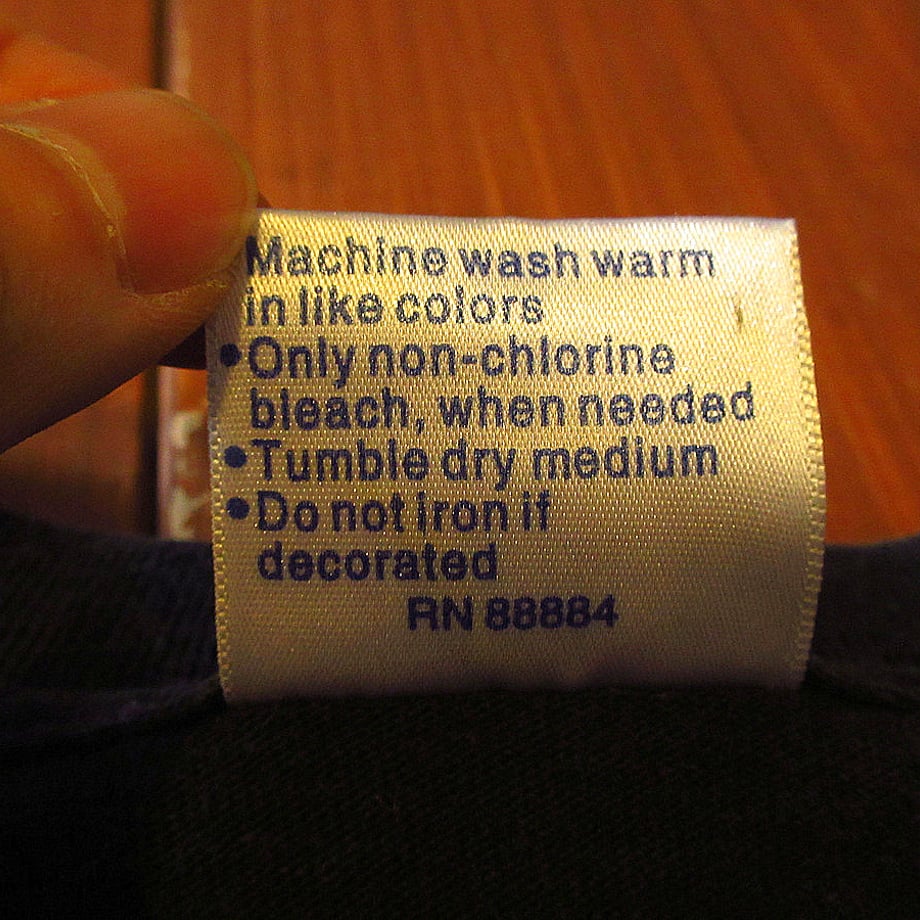 Machine wash warm
in like colors
•Only non-chlorine
bleach, when needed
•Tumble dry medium
•Do not iron if
decorated
RN 88884